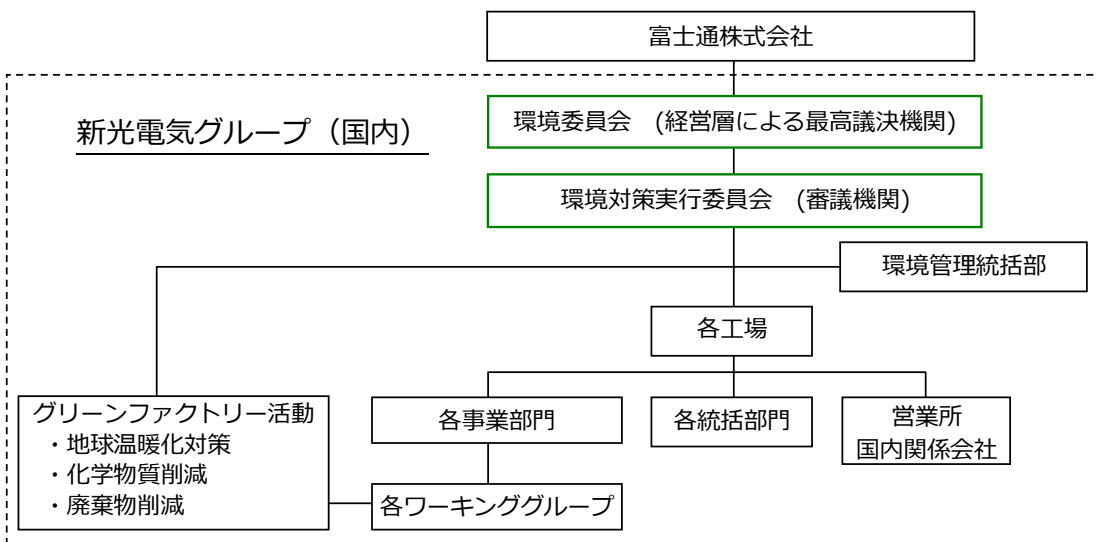 富士通株式会社
新光電気グループ（国内）
環境委員会　(経営層による最高議決機関)
環境対策実行委員会　(審議機関)
環境管理統括部
各工場
グリーンファクトリー活動
・地球温暖化対策
・化学物質削減
・廃棄物削減
各事業部門
各統括部門
営業所
国内関係会社
各ワーキンググループ